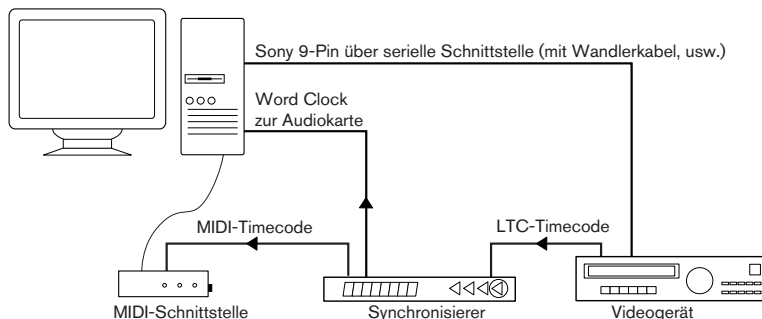 Sony 9-Pin über serielle Schnittstelle (mit Wandlerkabel, usw.)
Word Clock
zur Audiokarte
MIDI-Timecode
LTC-Timecode
MIDI-Schnittstelle
Synchronisierer
Videogerät